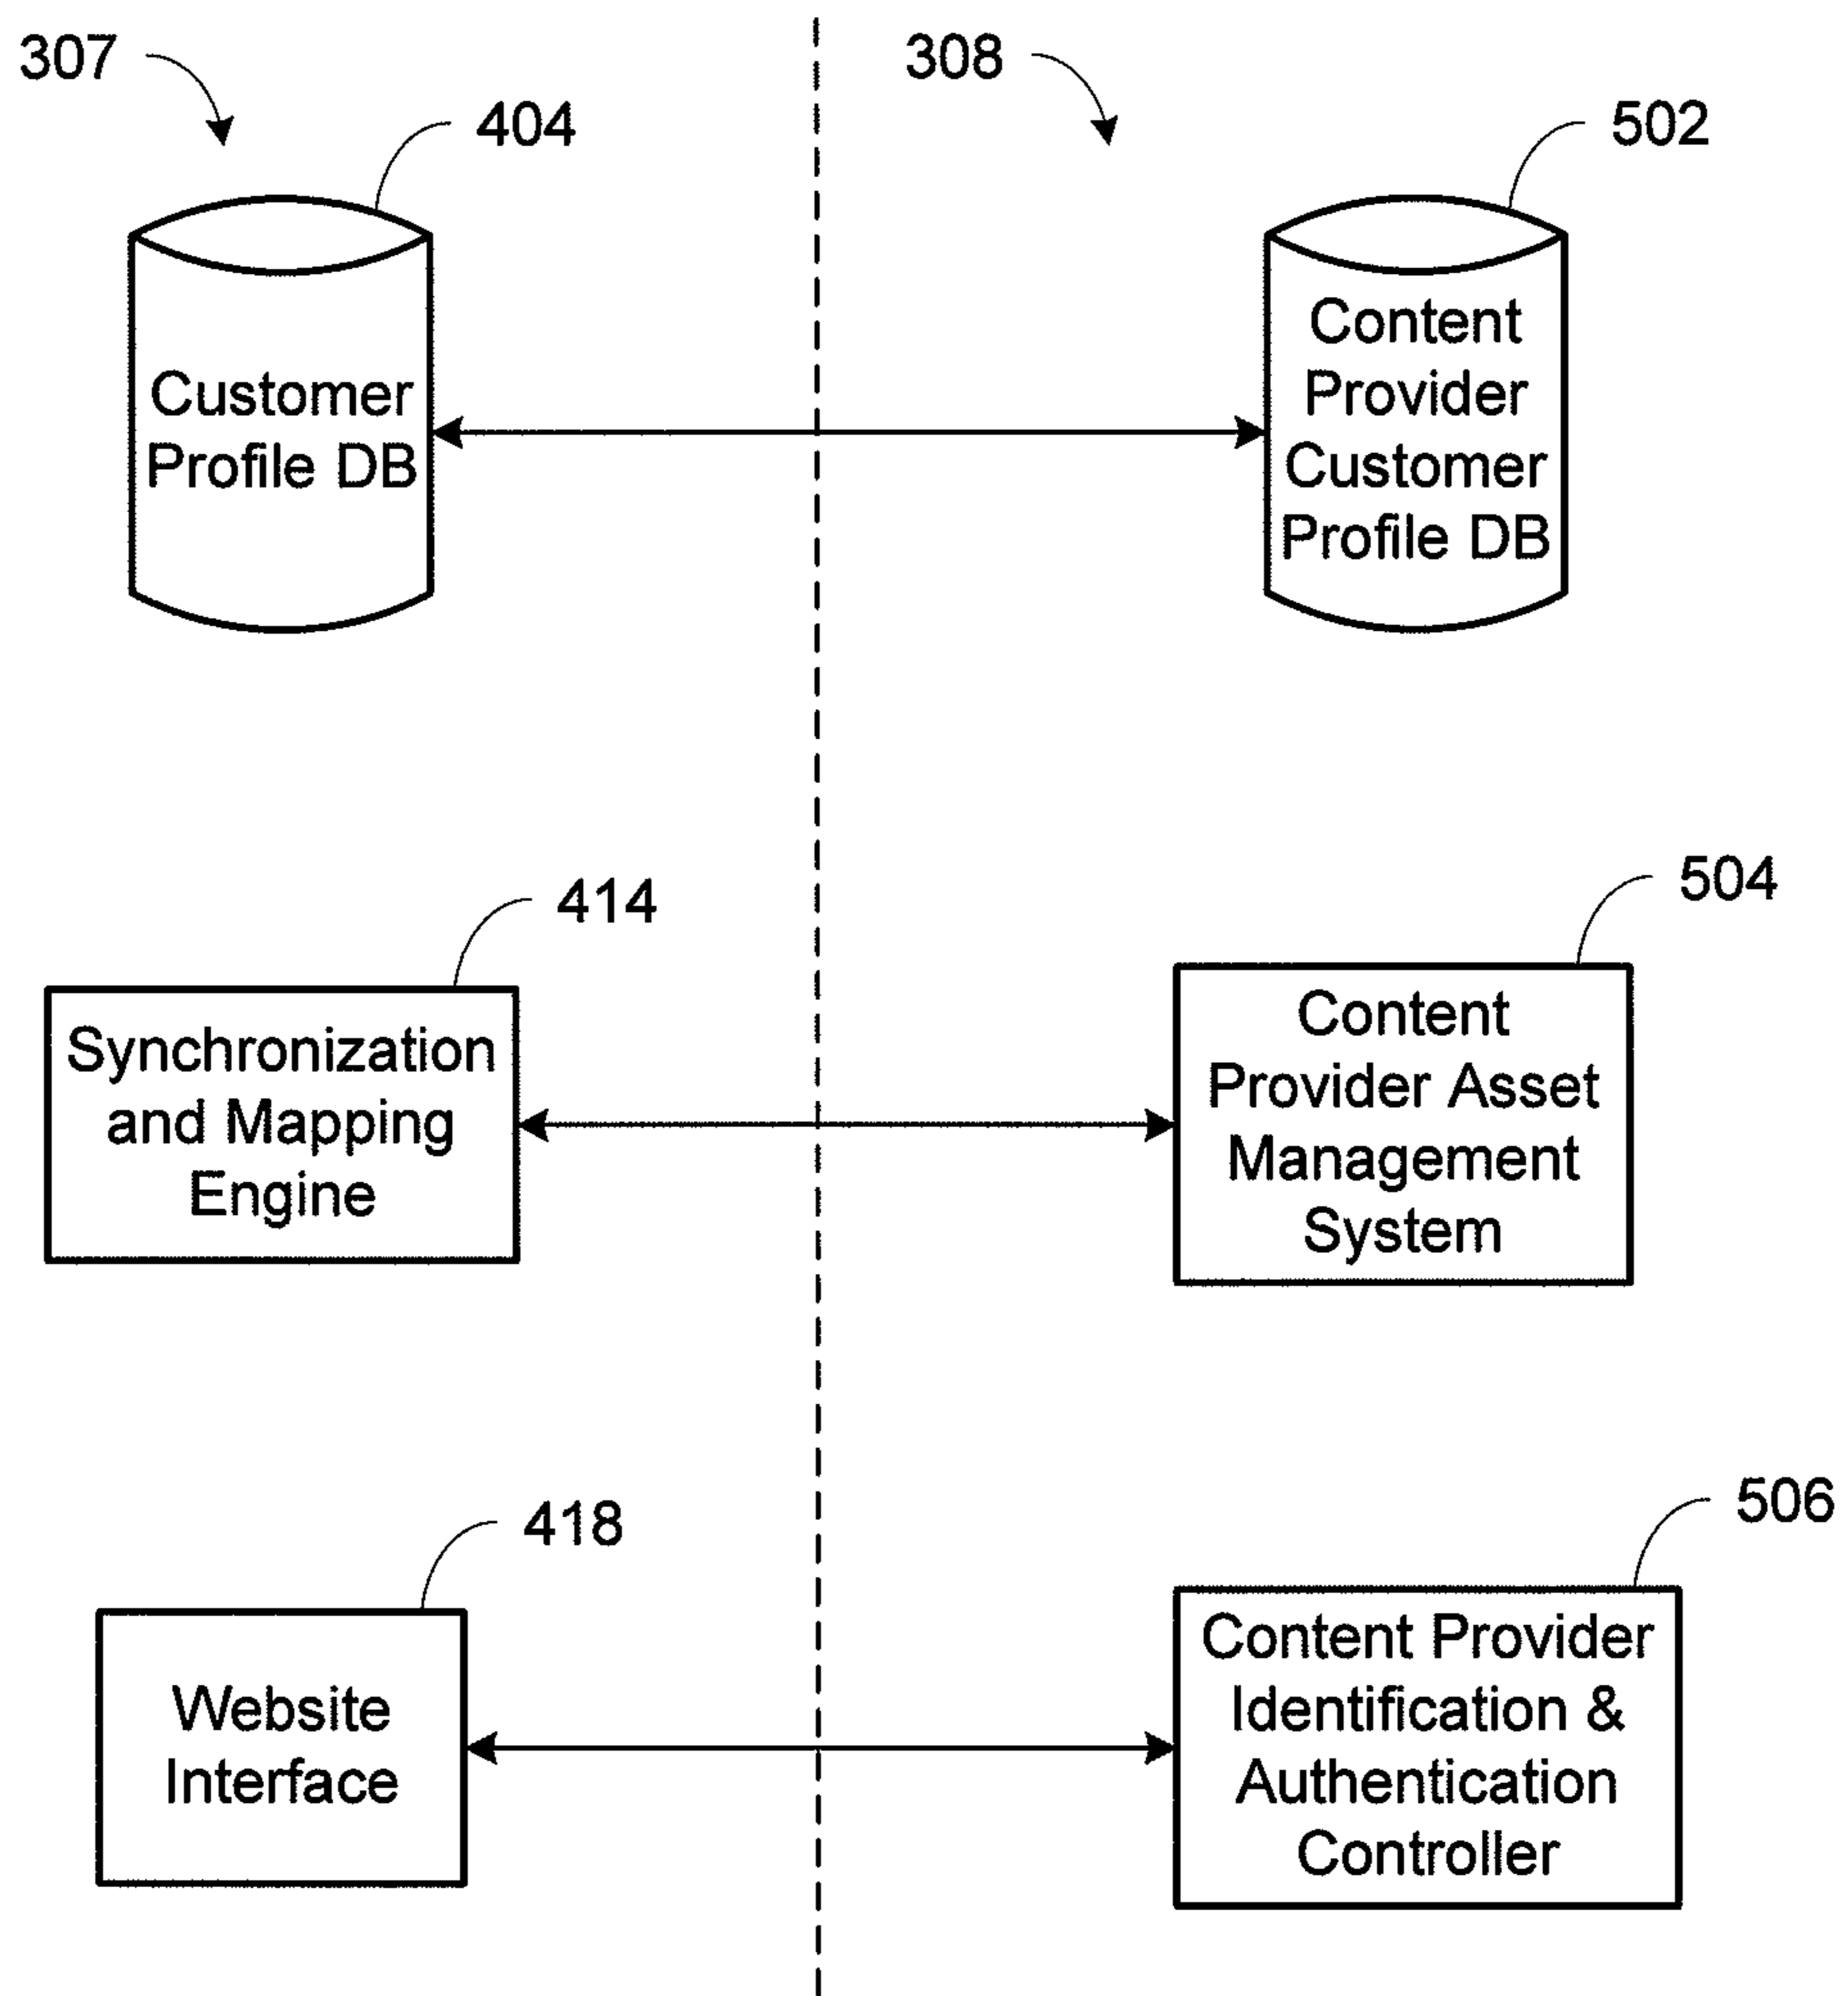 307
308
404
502
Customer
Profile DB
Content
Provider
Customer
Profile DB
414
504
Synchronization
and Mapping
Engine
Content
Provider Asset
Management
System
418
506
Website
Interface
Content Provider
Identification &
Authentication
Controller